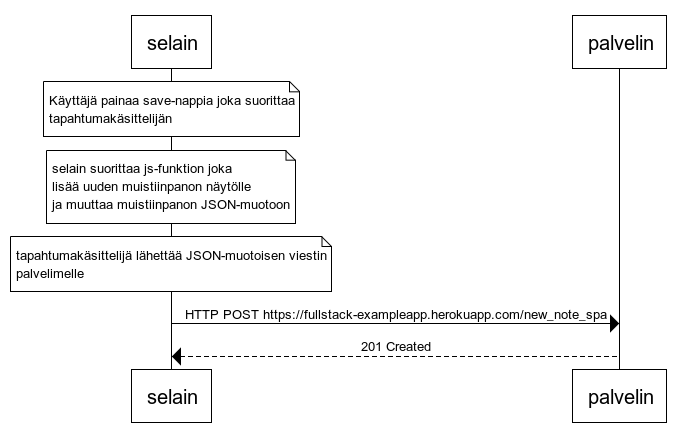 selain
palvelin
Käyttäjä painaa save-nappia joka suorittaa
tapahtumakäsittelijän
selain suorittaa js-funktion joka
lisää uuden muistiinpanon näytölle
ja muuttaa muistiinpanon JSON-muotoon
tapahtumakäsittelijä lähettää JSON-muotoisen viestin
palvelimelle
HTTP POST https://fullstack-exampleapp.herokuapp.com/new_note_spa
201 Created
selain
palvelin